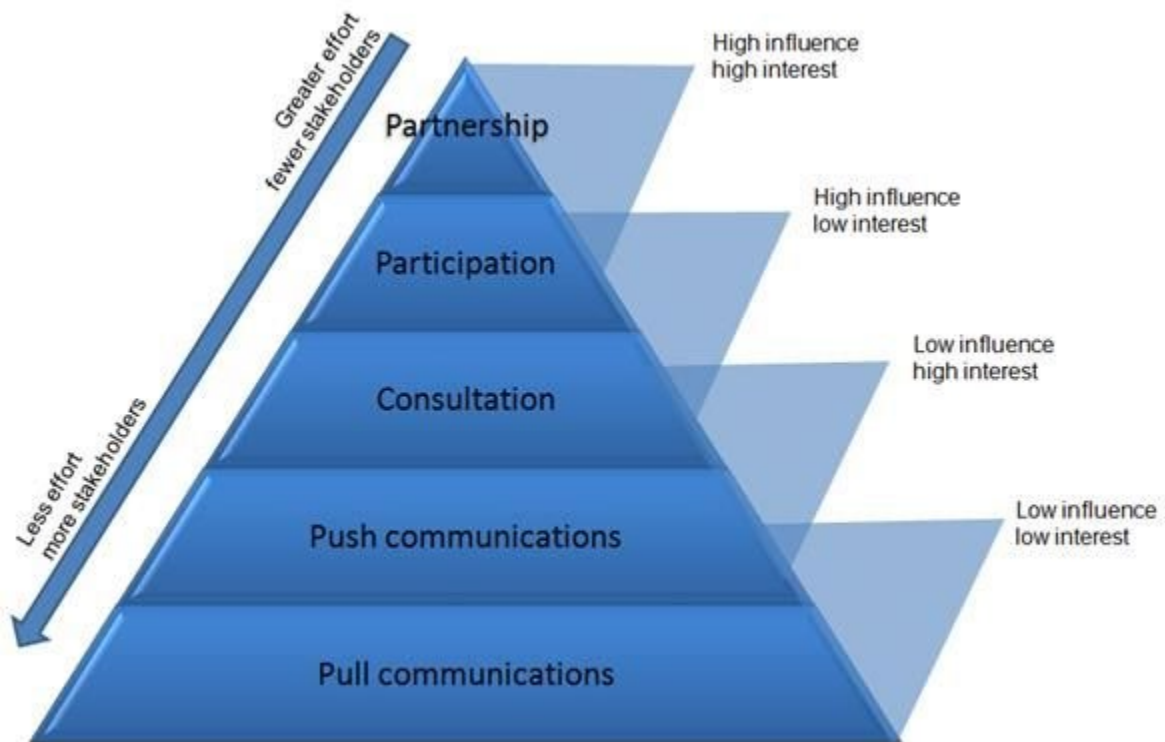 Greater effort
fewer stakeholders
High influence
high interest
Partnership
High influence
low interest
Participation
Low influence
high interest
Consultation
Less effort
more stakeholders
Low influence
low interest
Push communications
Pull communications